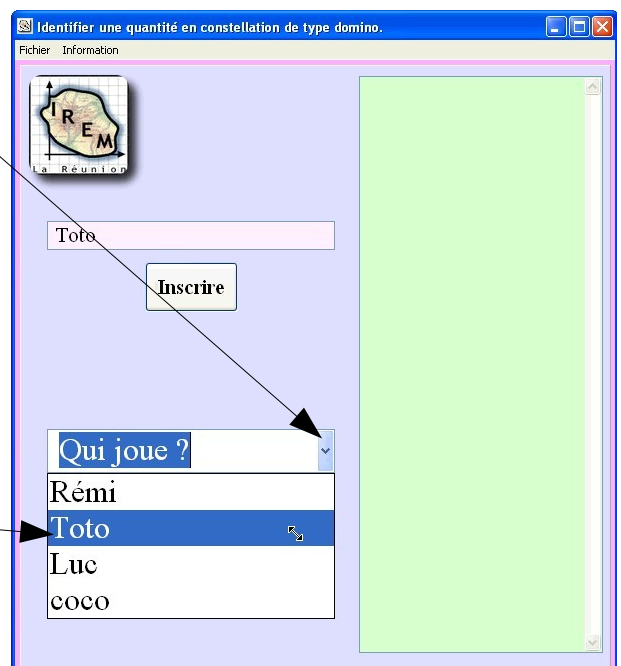 Identifier une quantité en constellation de type domino.
Fichier Information
I R E M
La Réunion
Toto
Inscrire
Qui joue ?
Rémi
Toto
Luc
coco